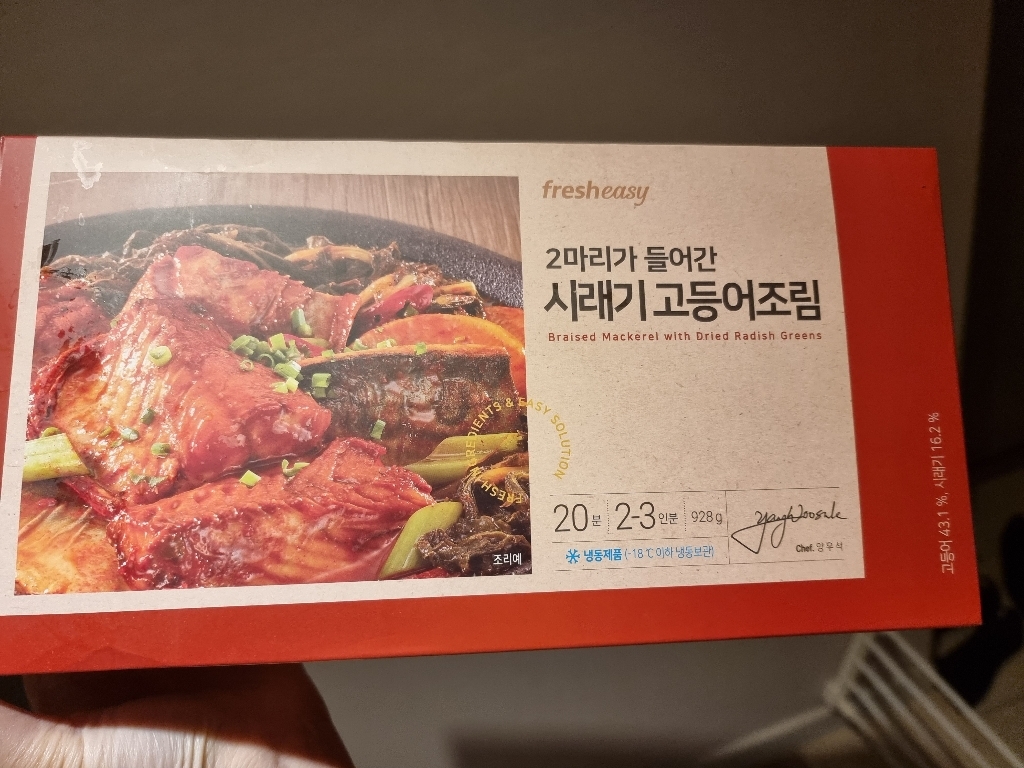 fresheasy
2마리가 들어간
시래기 고등어조림
Braised Mackerel with Dried Radish Greens
FRESH INGREDIENTS & EASY SOLUTION
20분 2-3인분 928g
냉동제품 (-18℃이하 냉동보관)
Chef. 양우석
조리예
고등어 43.1 %, 시래기 16.2 %